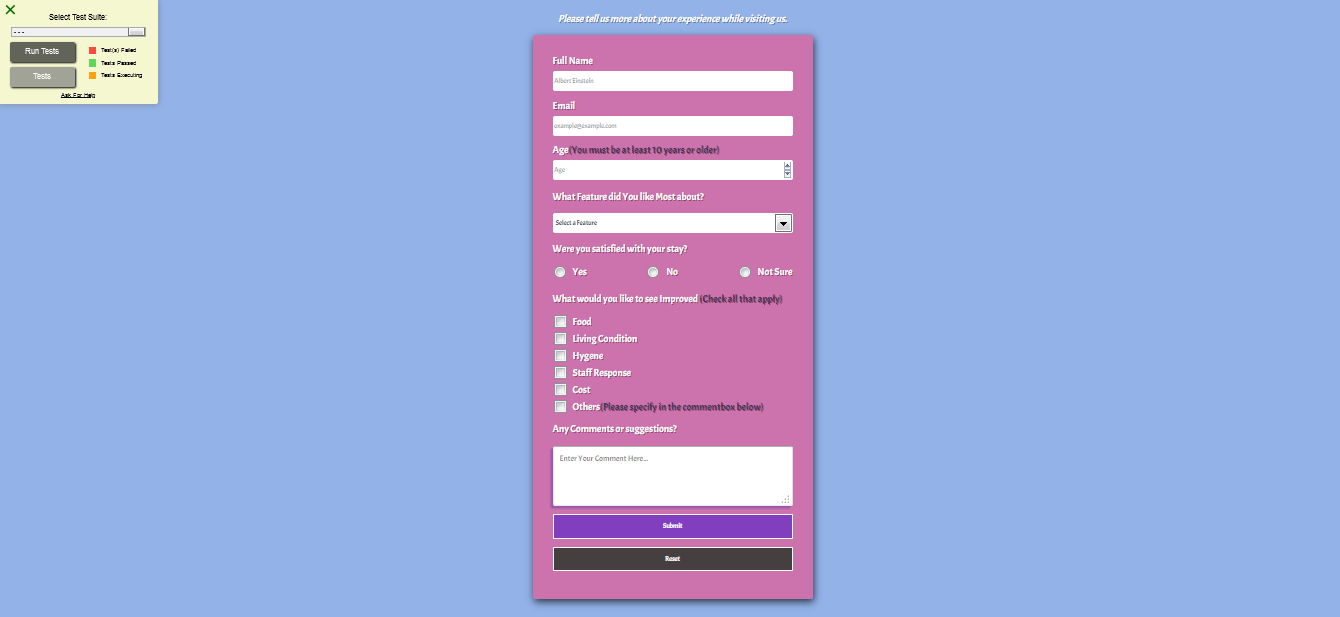 Select Test Suite:
- - -
Run Tests
Tests
Test(s) Failed
Tests Passed
Tests Executing
Ask For Help
Please tell us more about your experience while visiting us.
Full Name
Albert Einstein
Email
example@example.com
Age (You must be at least 10 years or older)
Age
What Feature did You like Most about?
Select a Feature
Were you satisfied with your stay?
Yes No Not Sure
What would you like to see Improved (Check all that apply)
Food
Living Condition
Hygene
Staff Response
Cost
Others (Please specify in the commentbox below)
Any Comments or suggestions?
Enter Your Comment Here...
Submit
Reset